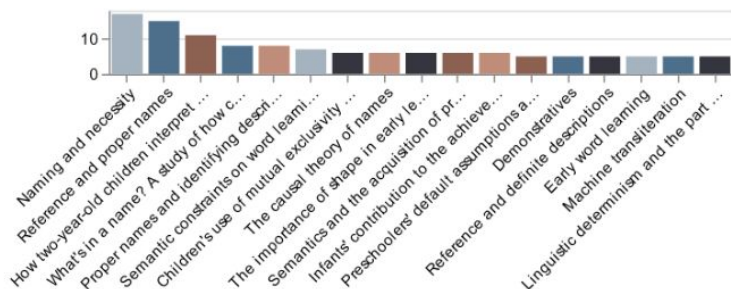 10
0
Naming and necessity
Reference and proper names
How two-year-old children interpret ...
What's in a name? A study of how c...
Proper names and identifying descri...
Semantic constraints on word learni...
Children's use of mutual exclusivity ...
The causal theory of names
The importance of shape in early le...
Semantics and the acquisition of pr...
Infants' contribution to the achieve...
Preschoolers' default assumptions a...
Demonstratives
Reference and definite descriptions
Early word learning
Machine transliteration
Linguistic determinism and the part ...